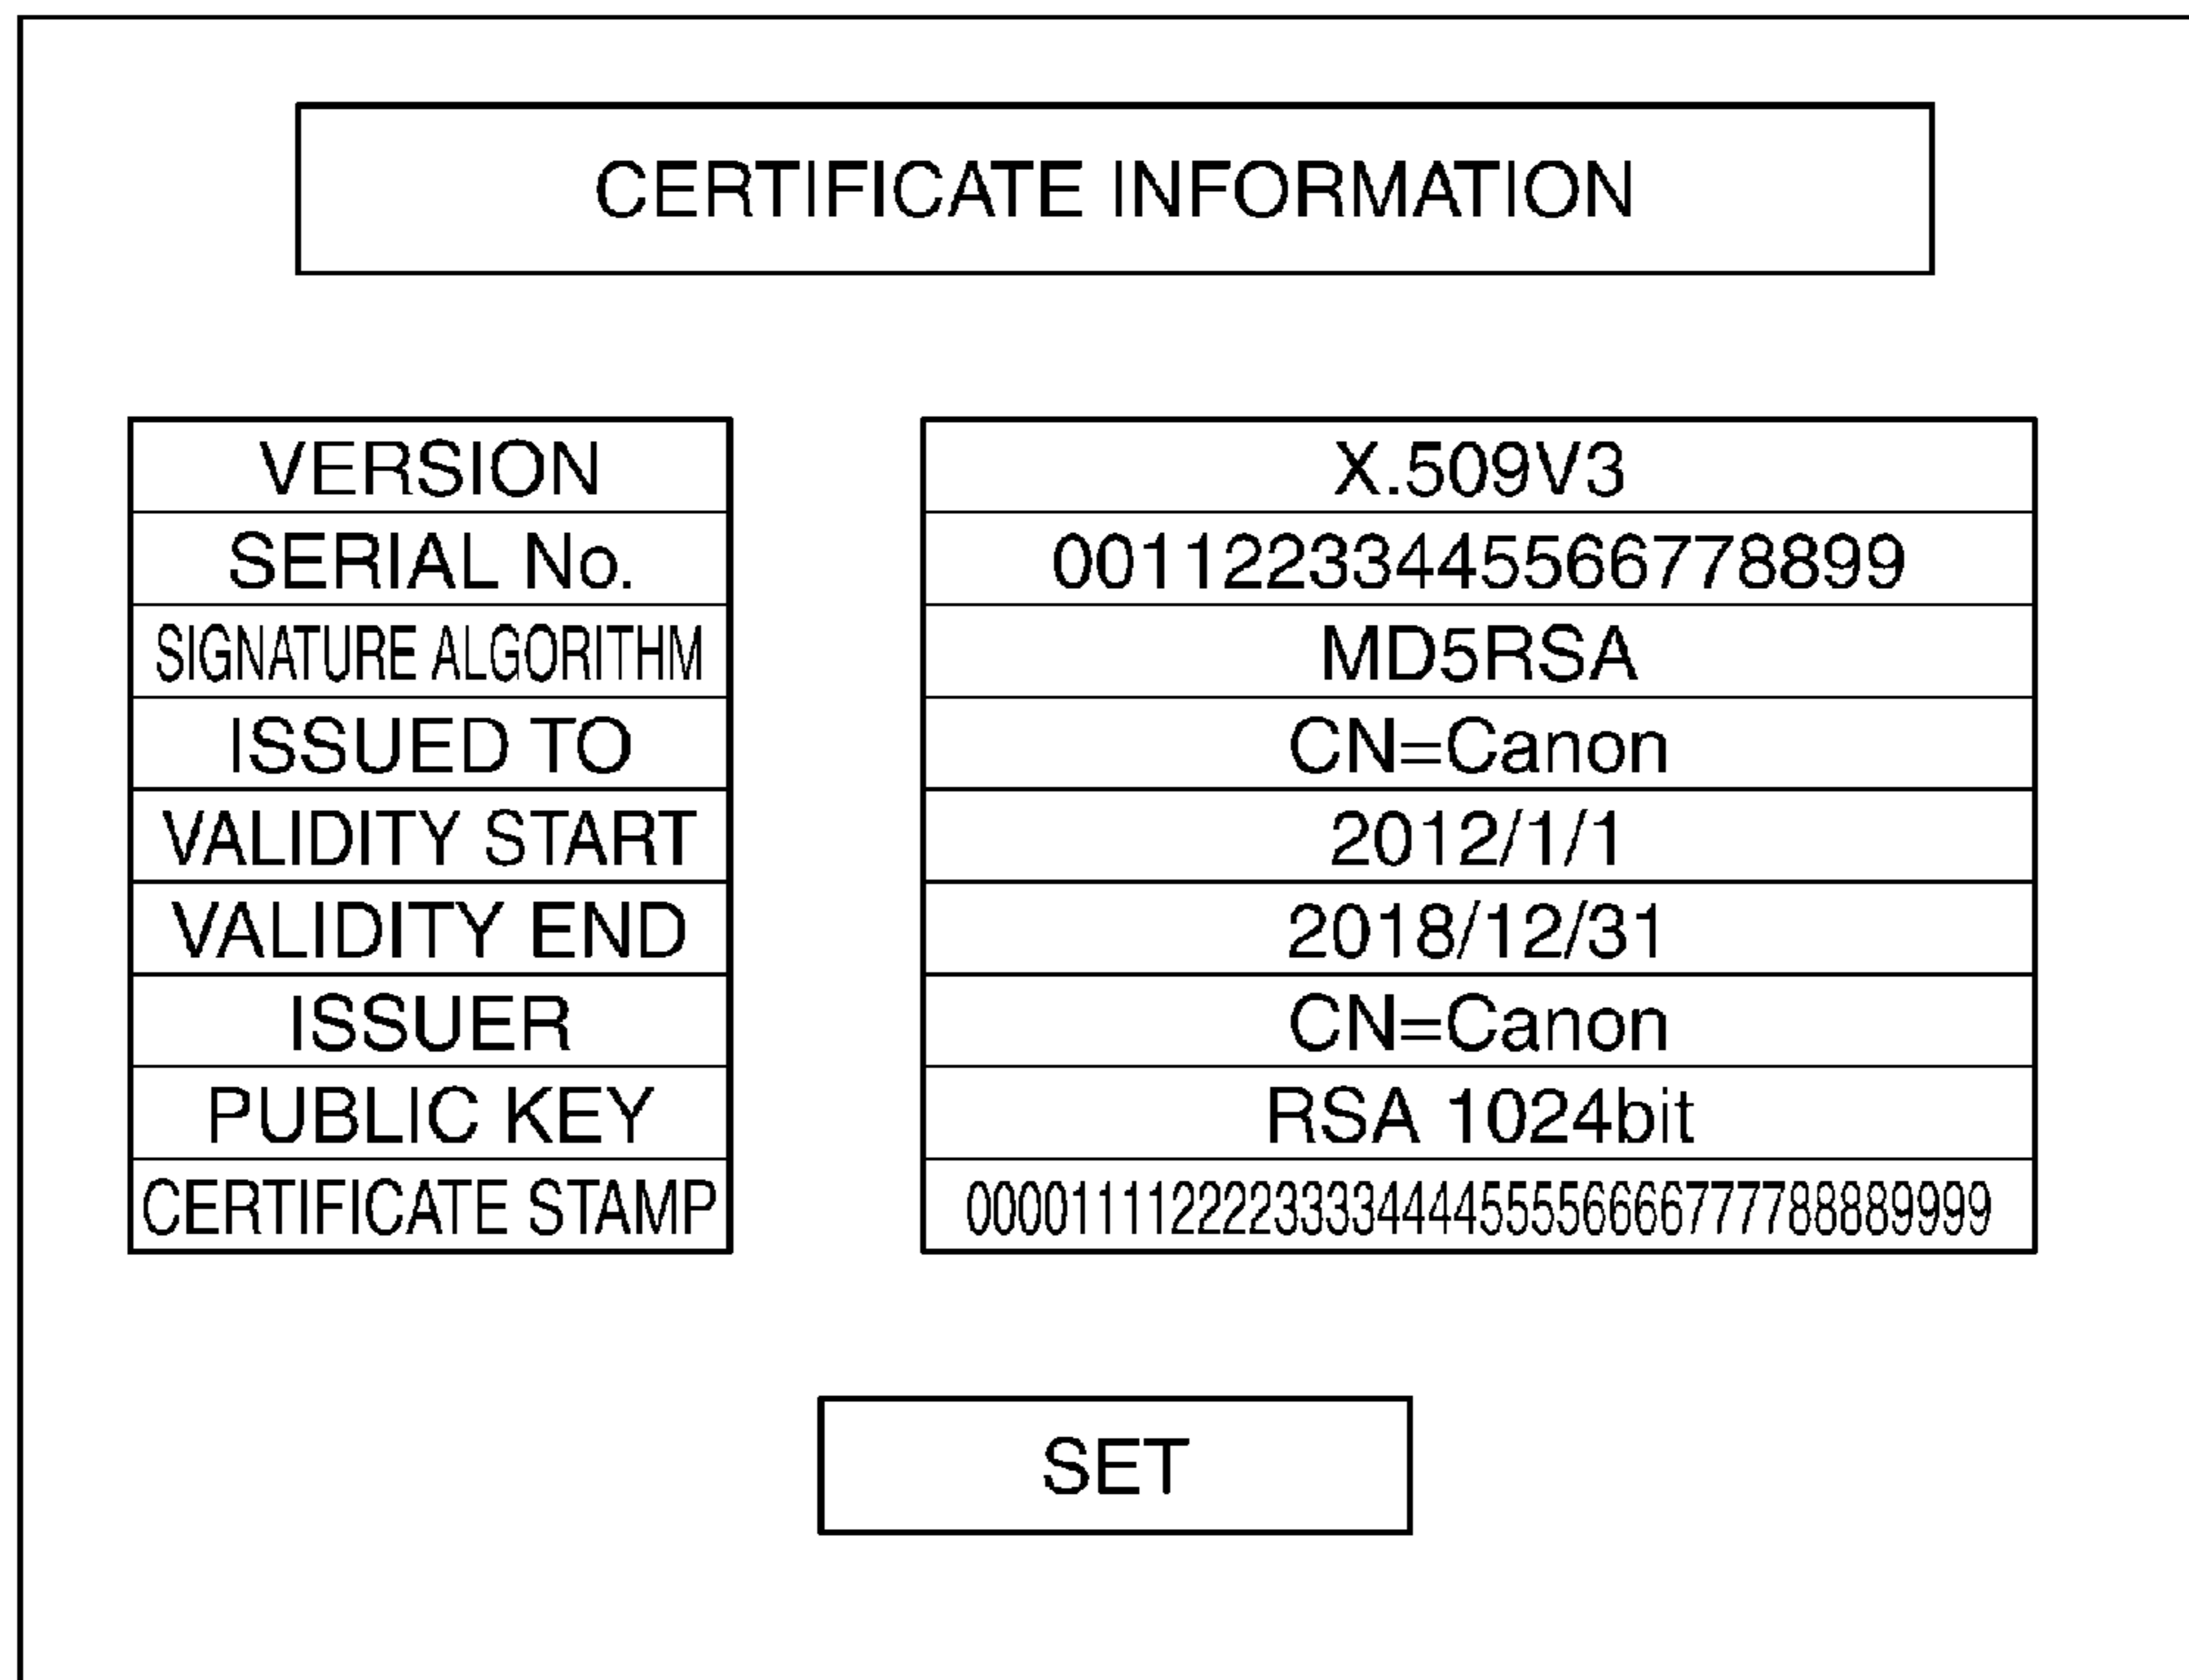 CERTIFICATE INFORMATION
VERSION X.509V3
SERIAL No. 00112233445566778899
SIGNATURE ALGORITHM MD5RSA
ISSUED TO CN=Canon
VALIDITY START 2012/1/1
VALIDITY END 2018/12/31
ISSUER CN=Canon
PUBLIC KEY RSA 1024bit
CERTIFICATE STAMP 0000111122223333444455556666777788889999
SET